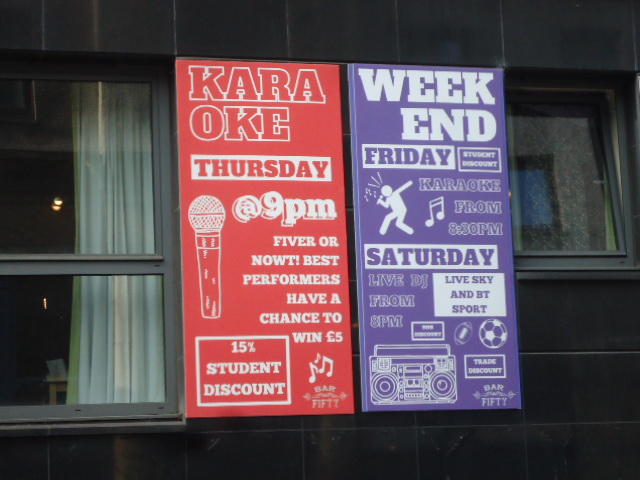 KARA
OKE
THURSDAY
@9pm
FIVER OR
NOWT! BEST
PERFORMERS
HAVE A
CHANCE TO
WIN £5
15%
STUDENT
DISCOUNT
BAR
FIFTY
WEEK
END
FRIDAY
STUDENT
DISCOUNT
KARAOKE
FROM
8:30PM
SATURDAY
LIVE DJ
FROM
8PM
LIVE SKY
AND BT
SPORT
DISCOUNT
TRADE
DISCOUNT
BAR
FIFTY